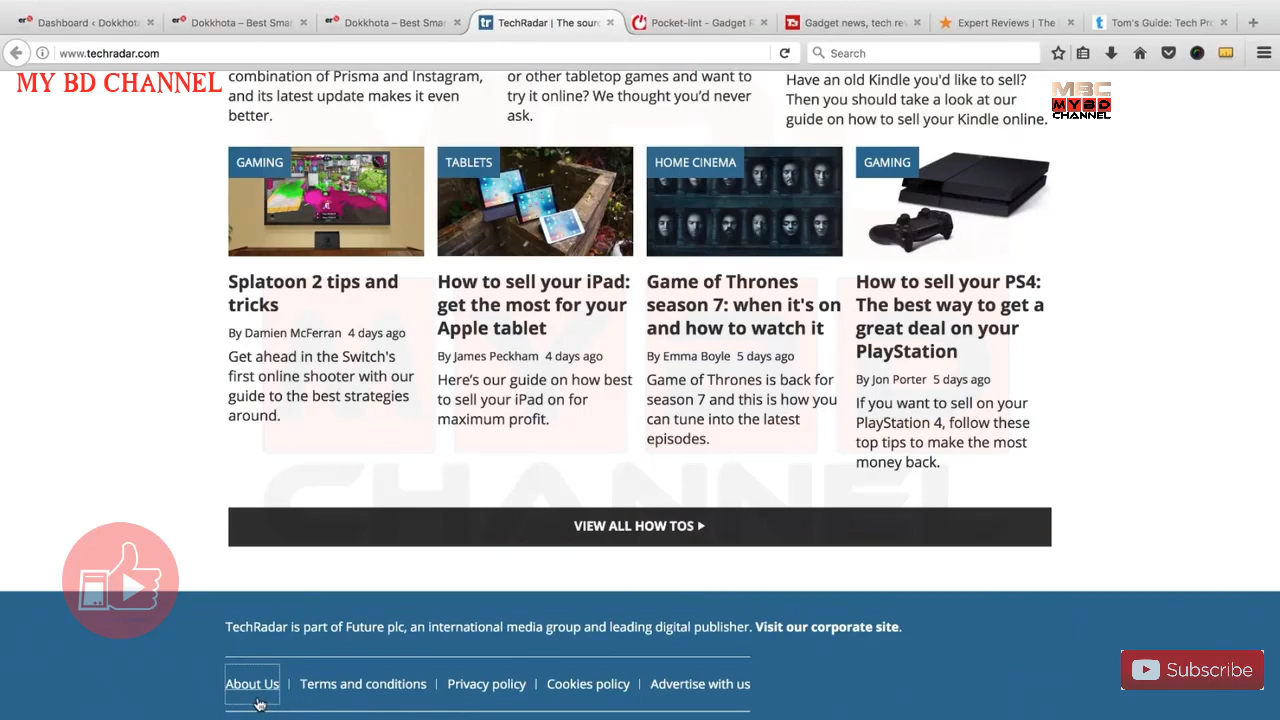 Dashboard ‹ Dokkhota
Dokkhota – Best Smar
Dokkhota – Best Smar
TechRadar | The sour
Pocket-lint - Gadget R
Gadget news, tech rev
Expert Reviews | The
Tom's Guide: Tech Pr
www.techradar.com
Search
MY BD CHANNEL
MBC
MYBD
CHANNEL
combination of Prisma and Instagram,
and its latest update makes it even
better.
or other tabletop games and want to
try it online? We thought you'd never
ask.
Have an old Kindle you'd like to sell?
Then you should take a look at our
guide on how to sell your Kindle online.
GAMING
Splatoon 2 tips and
tricks
By Damien McFerran 4 days ago
Get ahead in the Switch's
first online shooter with our
guide to the best strategies
around.
TABLETS
How to sell your iPad:
get the most for your
Apple tablet
By James Peckham 4 days ago
Here's our guide on how best
to sell your iPad on for
maximum profit.
HOME CINEMA
Game of Thrones
season 7: when it's on
and how to watch it
By Emma Boyle 5 days ago
Game of Thrones is back for
season 7 and this is how you
can tune into the latest
episodes.
GAMING
How to sell your PS4:
The best way to get a
great deal on your
PlayStation
By Jon Porter 5 days ago
If you want to sell on your
PlayStation 4, follow these
top tips to make the most
money back.
MYBD
CHANNEL
VIEW ALL HOW TOS
TechRadar is part of Future plc, an international media group and leading digital publisher. Visit our corporate site.
About Us | Terms and conditions | Privacy policy | Cookies policy | Advertise with us
Subscribe